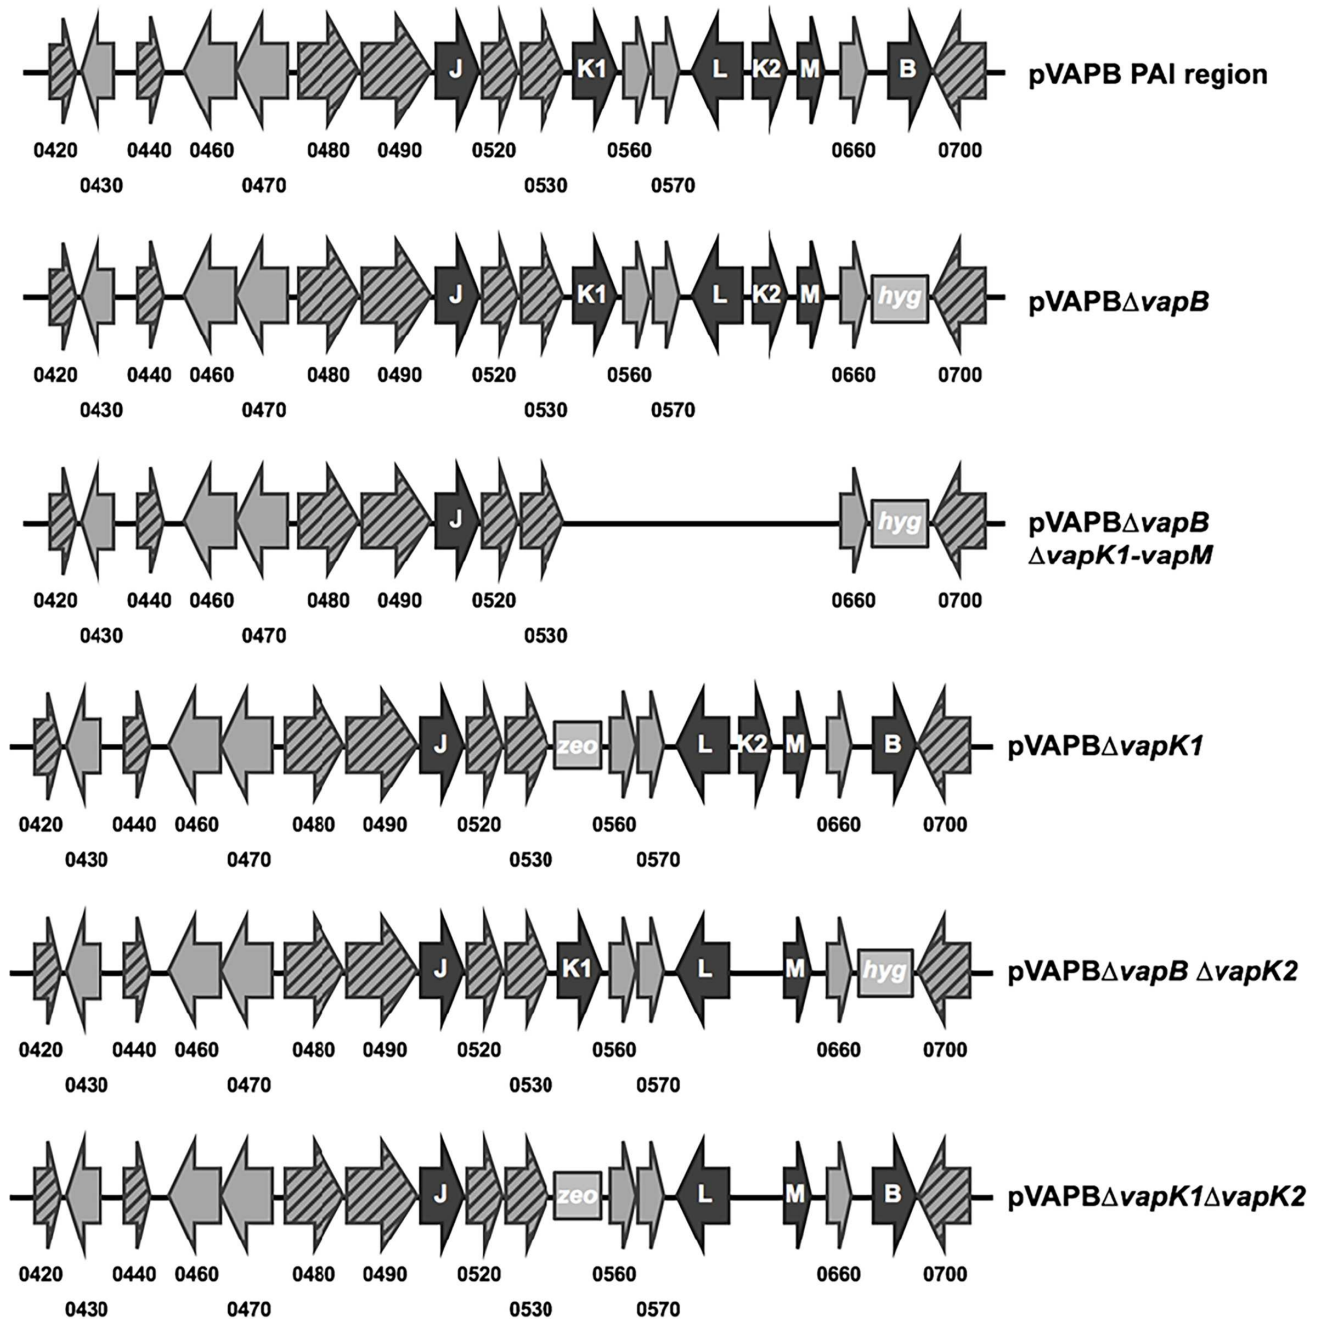 J K1 L K2 M B pVAPB PAI region
0420 0440 0460 0480 0490 0520 0560 0660 0700
0430 0470 0530 0570
J K1 L K2 M hyg pVAPBΔvapB
0420 0440 0460 0480 0490 0520 0560 0660 0700
0430 0470 0530 0570
J hyg pVAPBΔvapB
ΔvapK1-vapM
0420 0440 0460 0480 0490 0520 0660 0700
0430 0470 0530
J zeo L K2 M B pVAPBΔvapK1
0420 0440 0460 0480 0490 0520 0560 0660 0700
0430 0470 0530 0570
J K1 L M hyg pVAPBΔvapB ΔvapK2
0420 0440 0460 0480 0490 0520 0560 0660 0700
0430 0470 0530 0570
J zeo L M B pVAPBΔvapK1ΔvapK2
0420 0440 0460 0480 0490 0520 0560 0660 0700
0430 0470 0530 0570